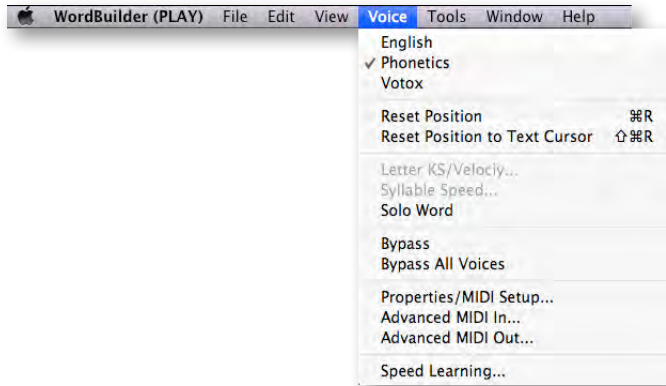 WordBuilder (PLAY) File Edit View Voice Tools Window Help
English
✓ Phonetics
Votox
Reset Position ⌘R
Reset Position to Text Cursor ⇧⌘R
Letter KS/Velociy...
Syllable Speed...
Solo Word
Bypass
Bypass All Voices
Properties/MIDI Setup...
Advanced MIDI In...
Advanced MIDI Out...
Speed Learning...